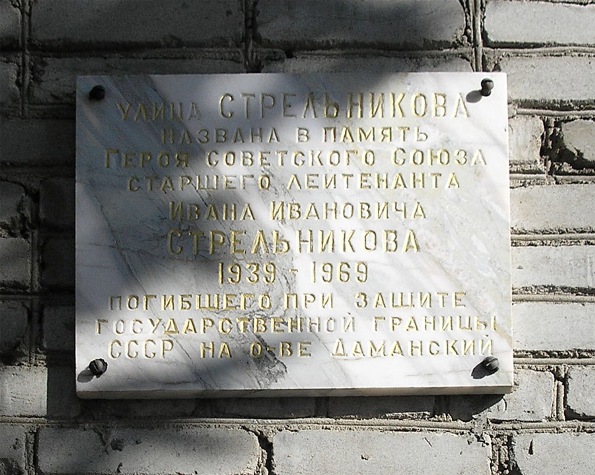 УЛИЦА СТРЕЛЬНИКОВА
НАЗВАНА В ПАМЯТЬ
ГЕРОЯ СОВЕТСКОГО СОЮЗА
СТАРШЕГО ЛЕЙТЕНАНТА
ИВАНА ИВАНОВИЧА
СТРЕЛЬНИКОВА
1939 - 1969
ПОГИБШЕГО ПРИ ЗАЩИТЕ
ГОСУДАРСТВЕННОЙ ГРАНИЦЫ
СССР НА О-ВЕ ДАМАНСКИЙ